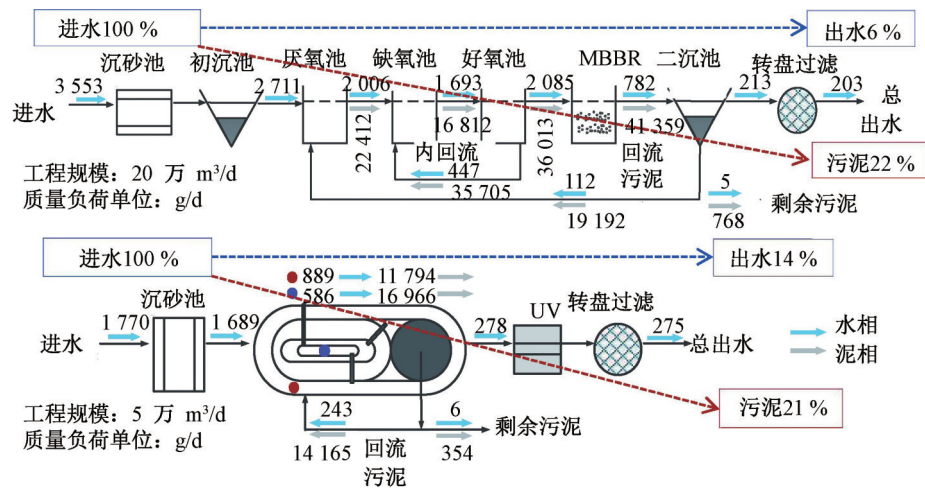 进水100 %
出水6 %
沉砂池
初沉池
厌氧池
缺氧池
好氧池
MBBR
二沉池
转盘过滤
3 553
2 711
2 006
1 693
2 085
782
213
203
进水
总
出水
22 412
16 812
36 013
41 359
内回流
回流
污泥
447
35 705
112
19 192
5
768
剩余污泥
污泥22 %
工程规模：20 万 m³/d
质量负荷单位：g/d
进水100 %
出水14 %
沉砂池
889
11 794
586
16 966
UV
转盘过滤
1 770
1 689
278
275
进水
总出水
水相
泥相
污泥21 %
工程规模：5 万 m³/d
质量负荷单位：g/d
243
14 165
回流
污泥
6
354
剩余污泥